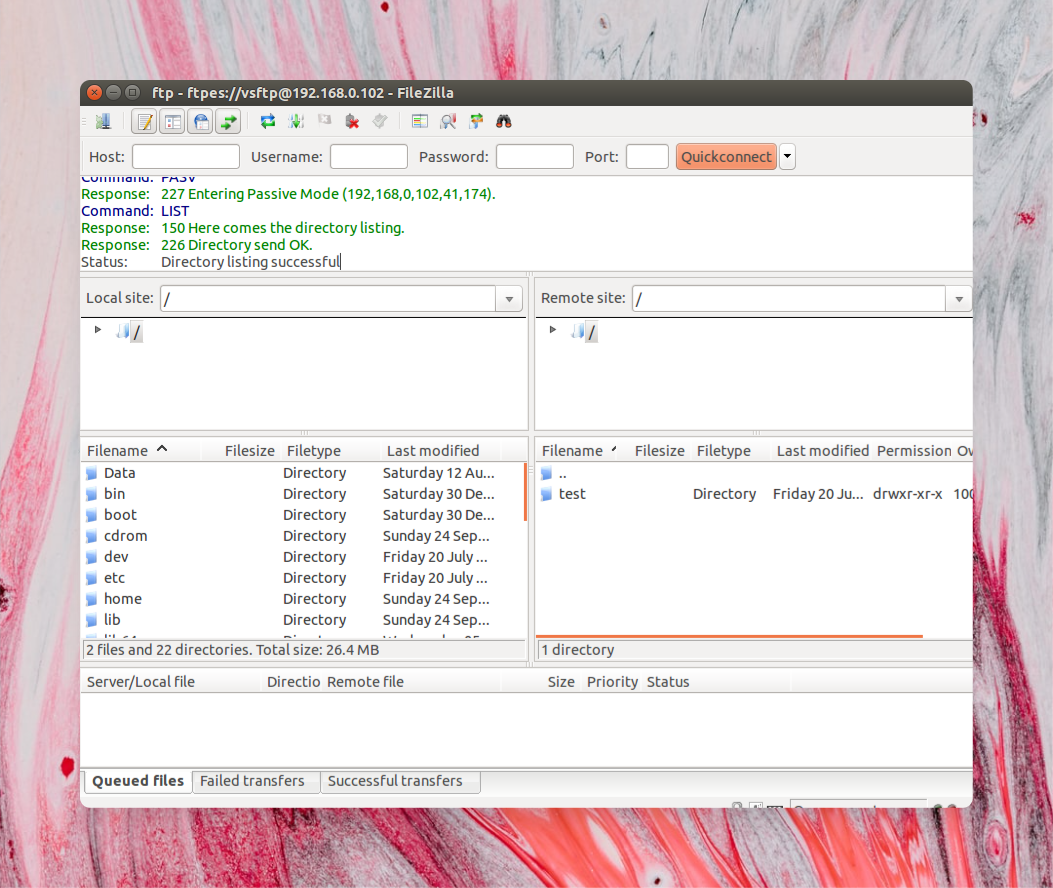 ftp - ftpes://vsftp@192.168.0.102 - FileZilla
Host: Username: Password: Port: Quickconnect
Command: PASV
Response: 227 Entering Passive Mode (192,168,0,102,41,174).
Command: LIST
Response: 150 Here comes the directory listing.
Response: 226 Directory send OK.
Status: Directory listing successful
Local site: /
/
Filename Filesize Filetype Last modified
Data Directory Saturday 12 Au...
bin Directory Saturday 30 De...
boot Directory Saturday 30 De...
cdrom Directory Sunday 24 Sep...
dev Directory Friday 20 July ...
etc Directory Friday 20 July ...
home Directory Sunday 24 Sep...
lib Directory Sunday 24 Sep...
2 files and 22 directories. Total size: 26.4 MB
Remote site: /
/
Filename Filesize Filetype Last modified Permission Ow
..
test Directory Friday 20 Ju... drwxr-xr-x 100
1 directory
Server/Local file Directio Remote file Size Priority Status
Queued files Failed transfers Successful transfers